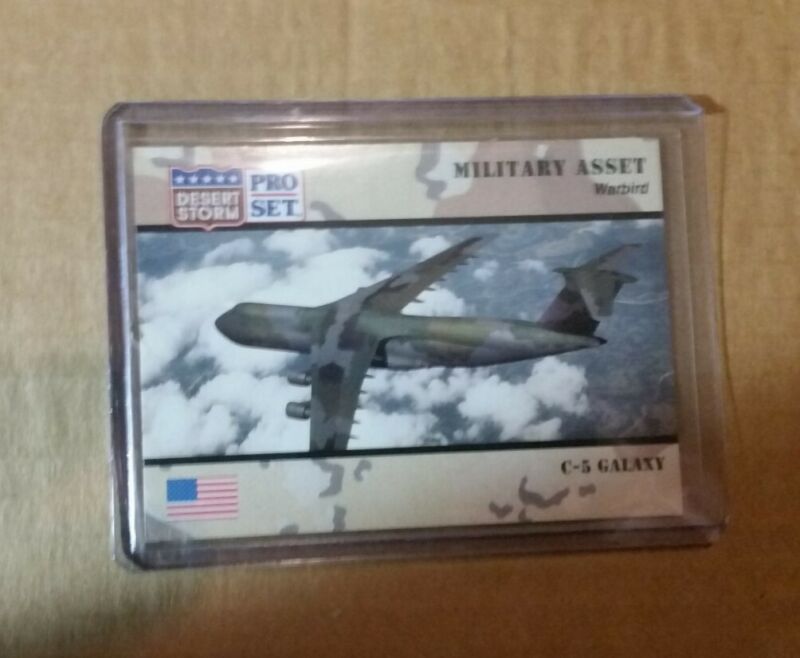 DESERT
STORM
PRO
SET
MILITARY ASSET
Warbird
C-5 GALAXY